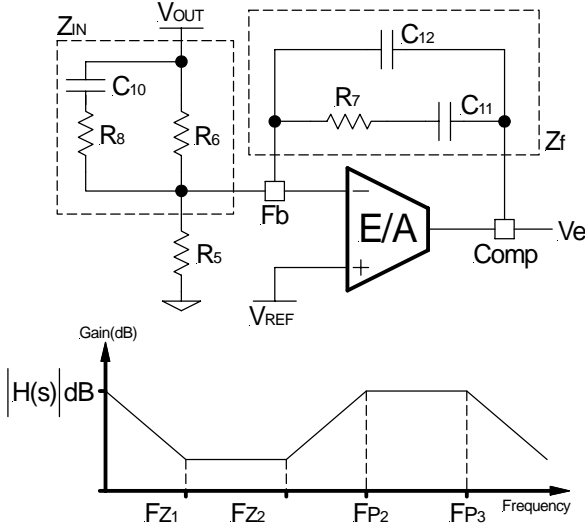 ZIN
VOUT
C12
C10
R7
C11
R8
R6
Zf
Fb
E/A
Ve
R5
Comp
VREF
Gain(dB)
|H(s)|dB
FZ1 FZ2 FP2 FP3 Frequency